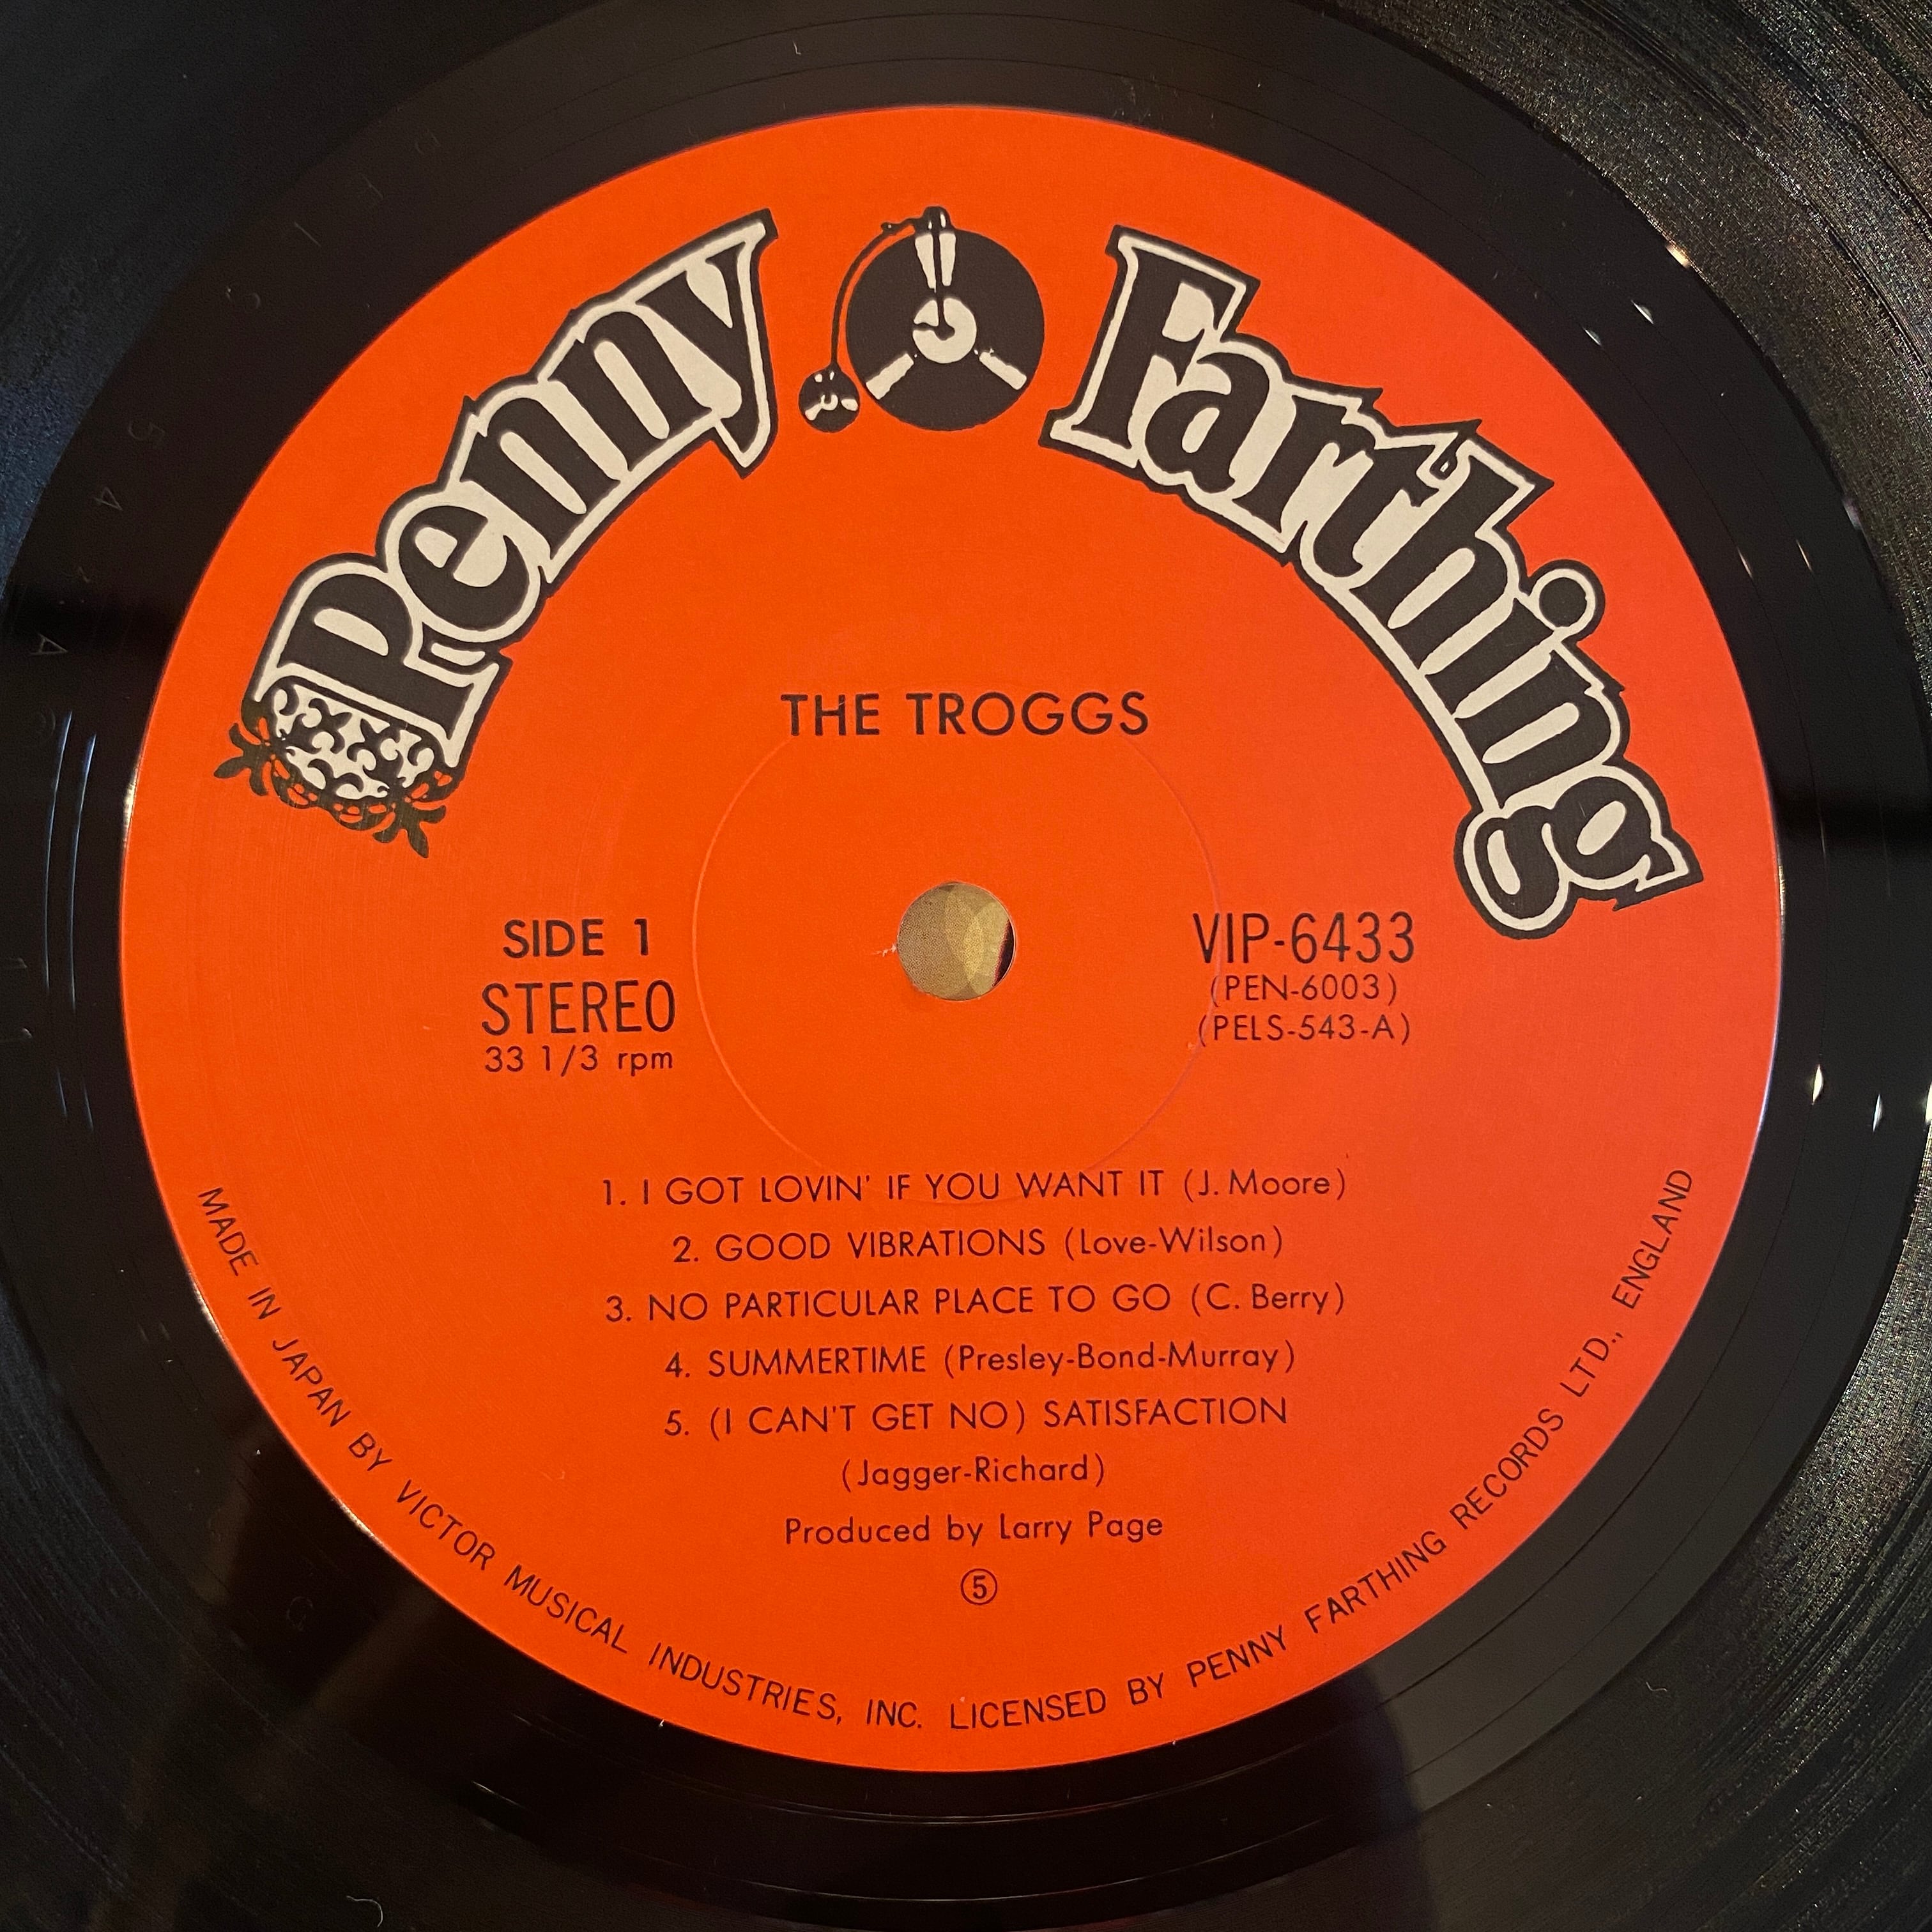 Penny Farthing
THE TROGGS
SIDE 1
STEREO
33 1/3 rpm
VIP-6433
(PEN-6003)
(PELS-543-A)
1. I GOT LOVIN' IF YOU WANT IT (J. Moore)
2. GOOD VIBRATIONS (Love-Wilson)
3. NO PARTICULAR PLACE TO GO (C. Berry)
4. SUMMERTIME (Presley-Bond-Murray)
5. (I CAN'T GET NO) SATISFACTION
(Jagger-Richard)
Produced by Larry Page
⑤
MADE IN JAPAN BY VICTOR MUSICAL INDUSTRIES, INC. LICENSED BY PENNY FARTHING RECORDS LTD., ENGLAND